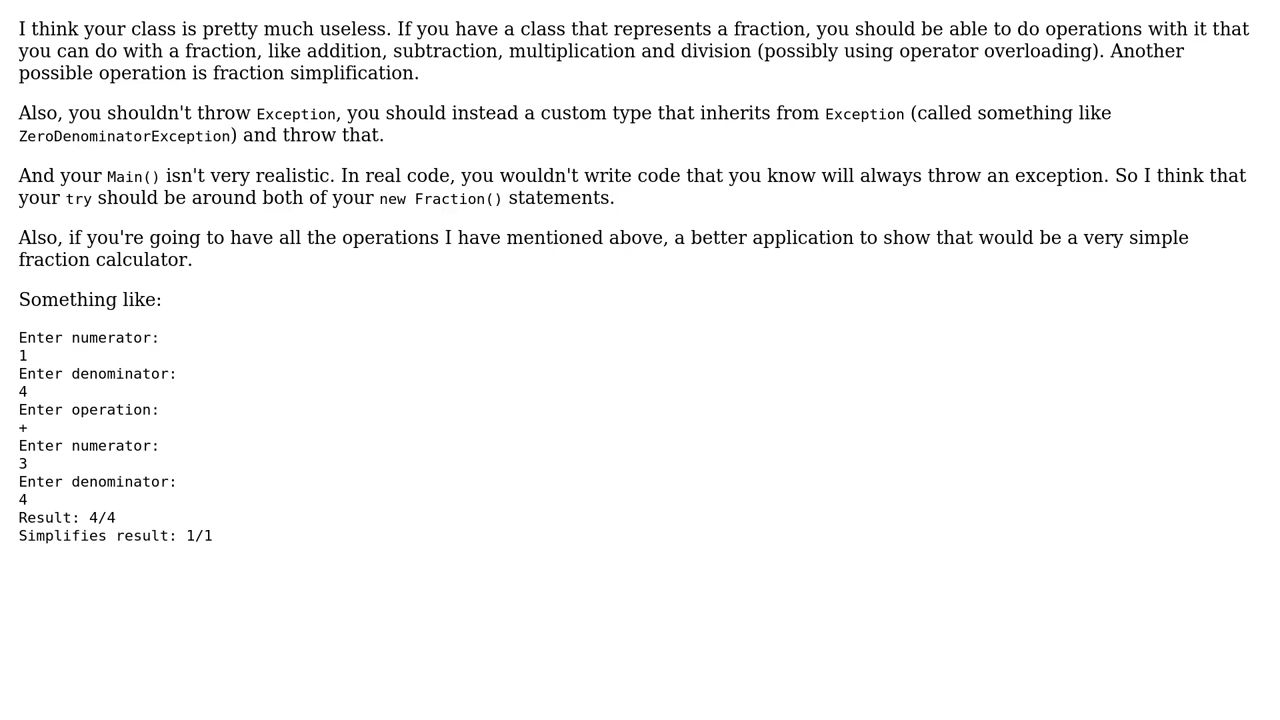 I think your class is pretty much useless. If you have a class that represents a fraction, you should be able to do operations with it that
you can do with a fraction, like addition, subtraction, multiplication and division (possibly using operator overloading). Another
possible operation is fraction simplification.
Also, you shouldn't throw Exception, you should instead a custom type that inherits from Exception (called something like
ZeroDenominatorException) and throw that.
And your Main() isn't very realistic. In real code, you wouldn't write code that you know will always throw an exception. So I think that
your try should be around both of your new Fraction() statements.
Also, if you're going to have all the operations I have mentioned above, a better application to show that would be a very simple
fraction calculator.
Something like:
Enter numerator:
1
Enter denominator:
4
Enter operation:
+
Enter numerator:
3
Enter denominator:
4
Result: 4/4
Simplifies result: 1/1